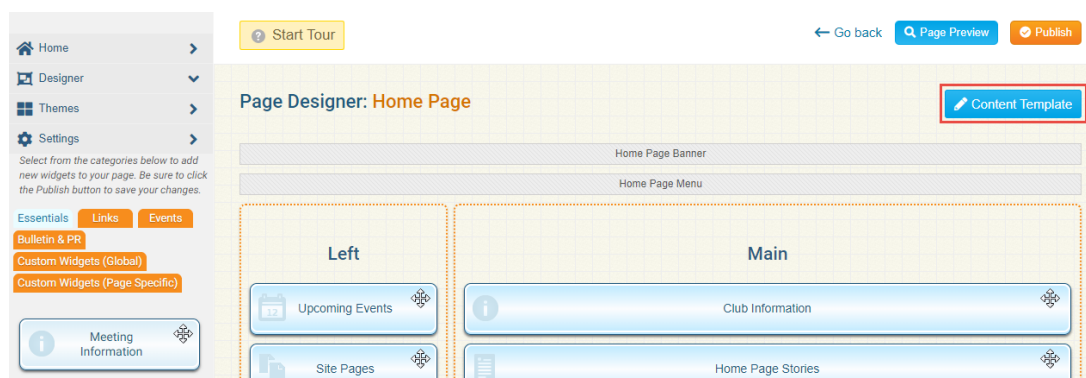 Home
Designer
Themes
Settings
Select from the categories below to add
new widgets to your page. Be sure to click
the Publish button to save your changes.
Essentials
Links
Events
Bulletin & PR
Custom Widgets (Global)
Custom Widgets (Page Specific)
Meeting
Information
Start Tour
Go back
Page Preview
Publish
Page Designer: Home Page
Content Template
Home Page Banner
Home Page Menu
Left
12
Upcoming Events
Site Pages
Main
Club Information
Home Page Stories